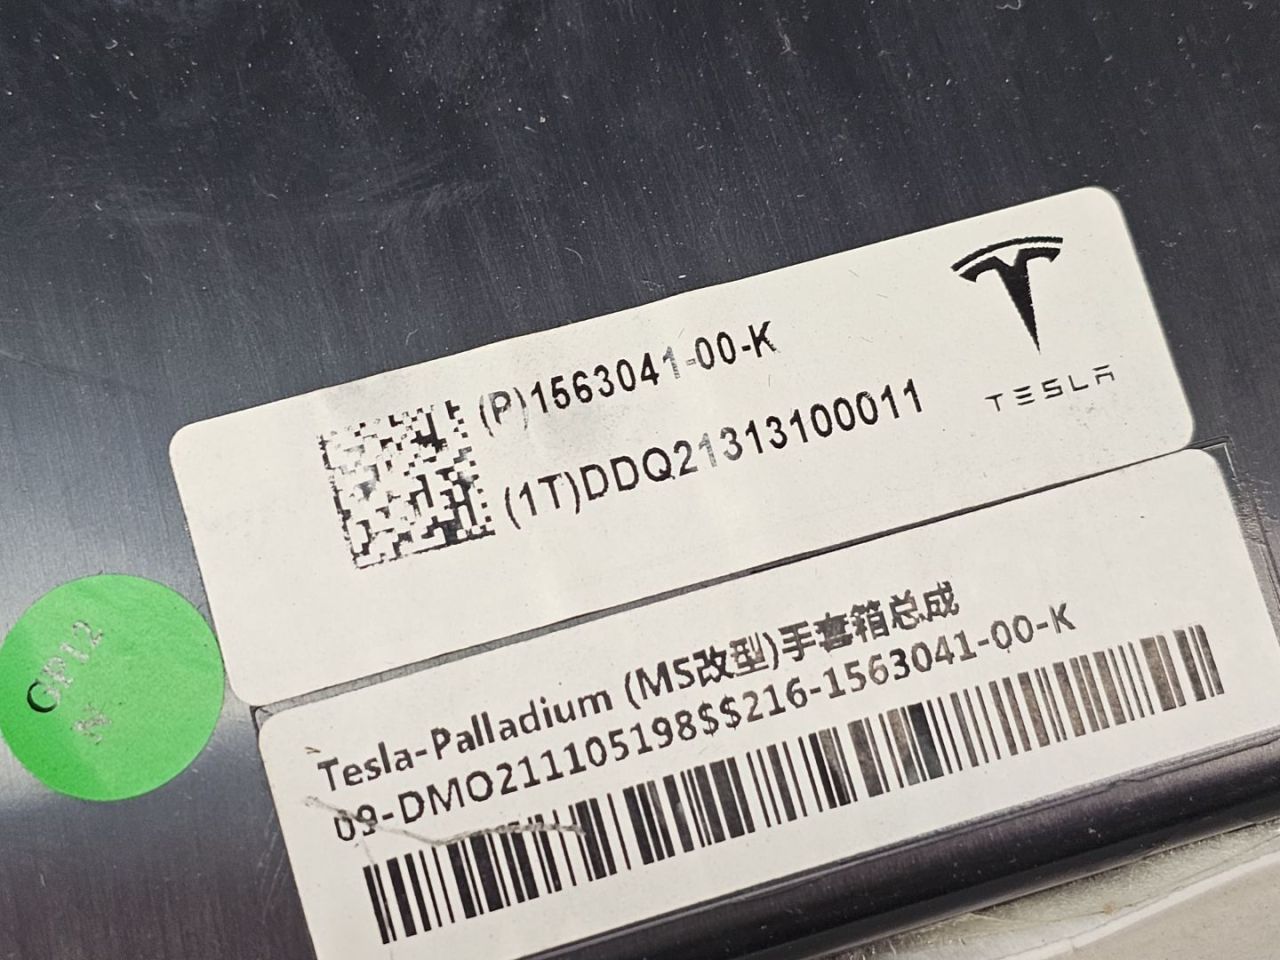 (P)1563041-00-K
(1T)DDQ21313100011
TESLA
GP12
N
Tesla-Palladium (MS改型)手套箱总成
09-DMO211105198$$216-1563041-00-K